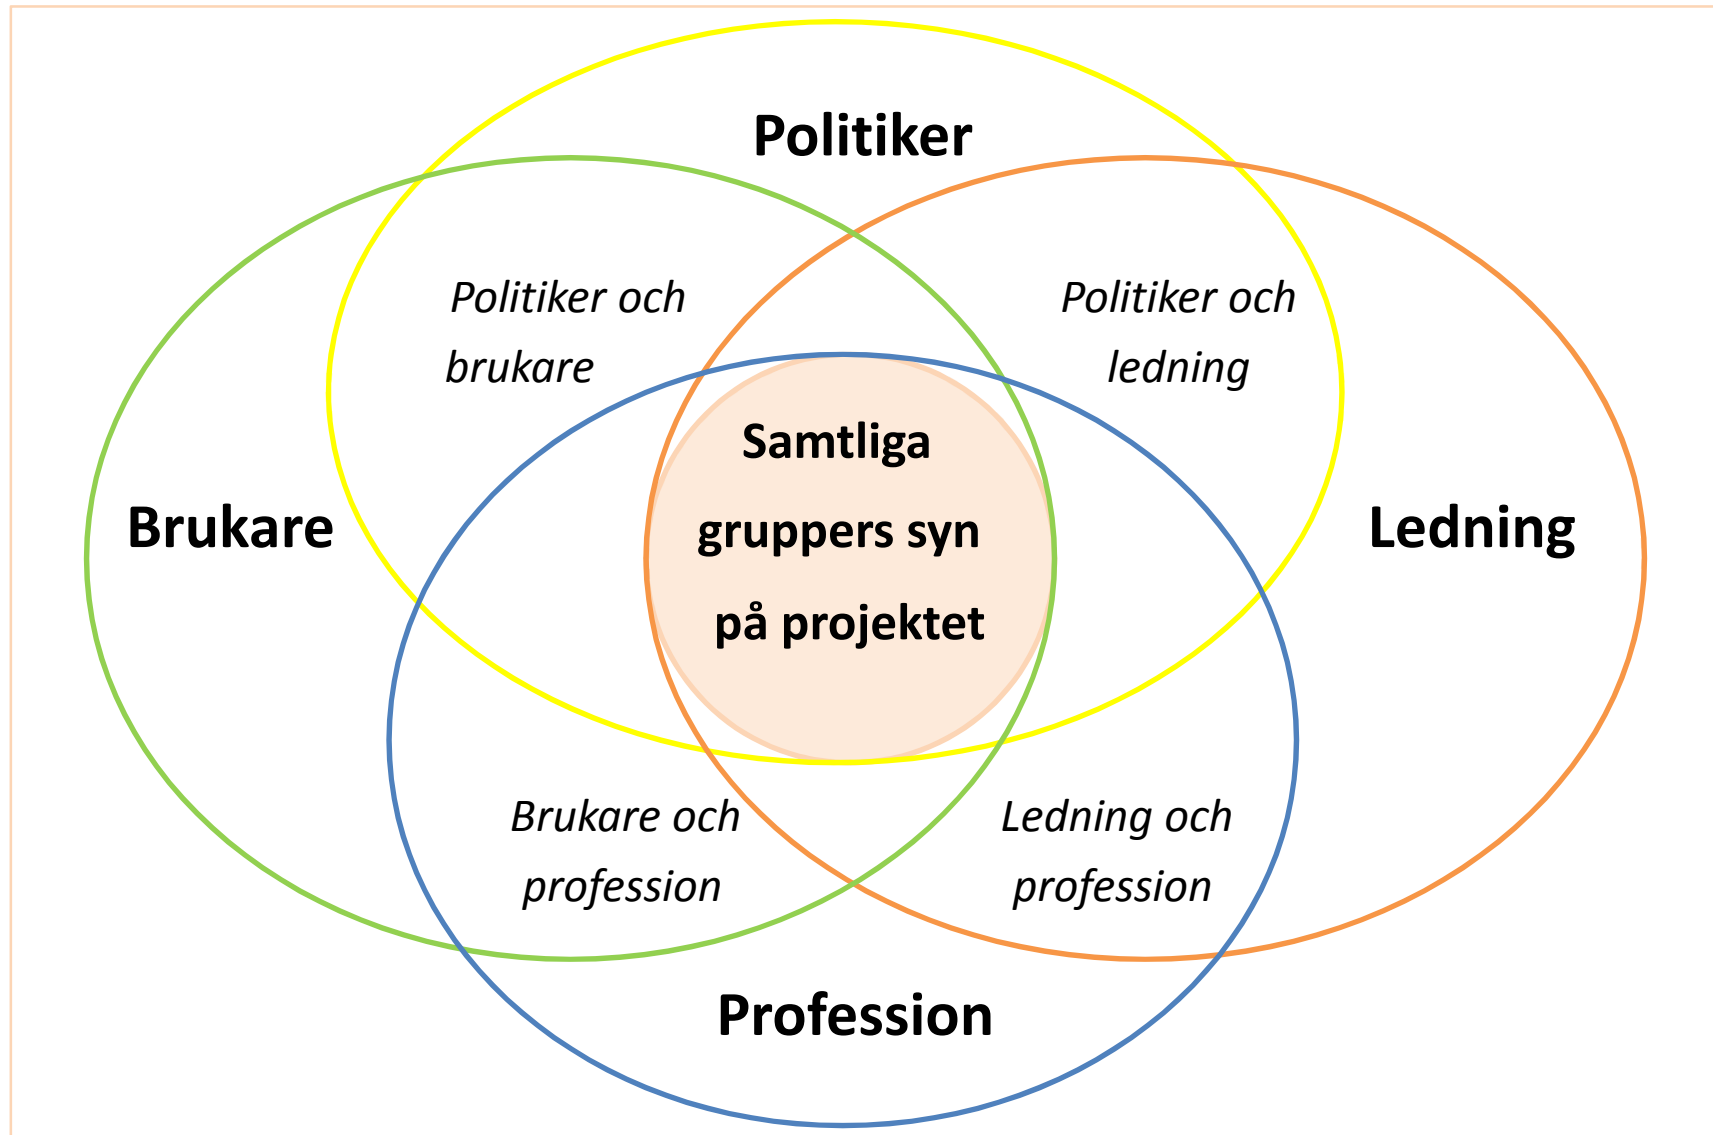 Politiker
Politiker och
brukare
Politiker och
ledning
Samtliga
gruppers syn
på projektet
Brukare
Ledning
Brukare och
profession
Ledning och
profession
Profession